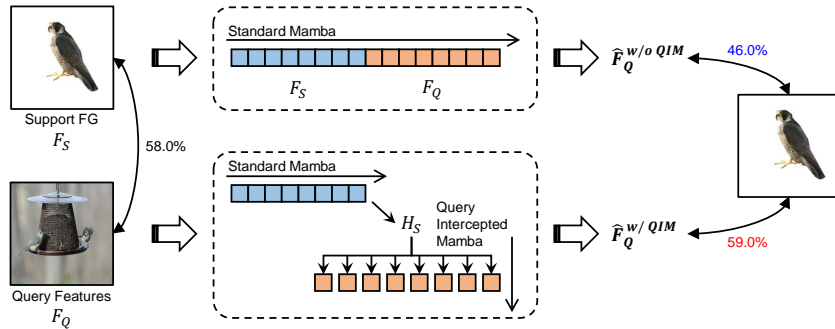 Standard Mamba
F_S F_Q
F̂_Q^{w/o QIM}
46.0%
Support FG
F_S
58.0%
Standard Mamba
H_S
Query
Intercepted
Mamba
F̂_Q^{w/ QIM}
59.0%
Query Features
F_Q